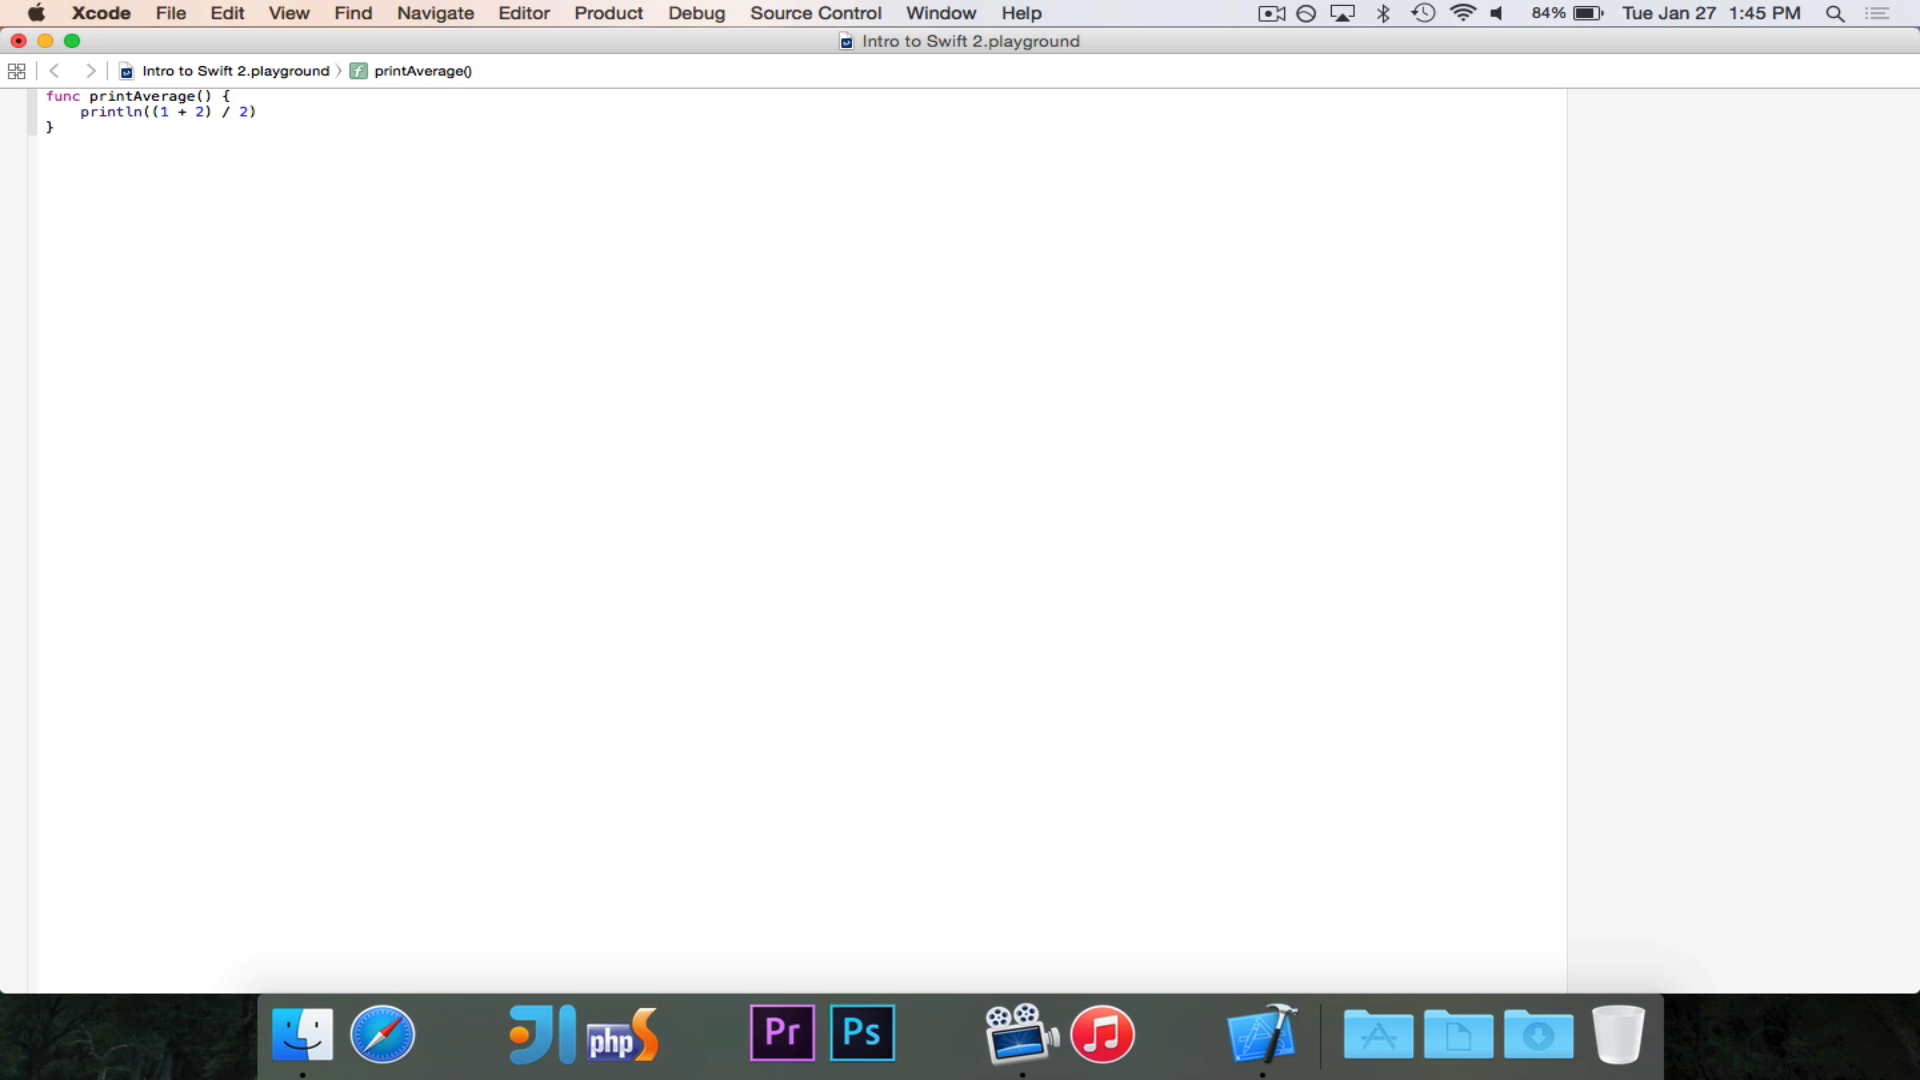 Xcode File Edit View Find Navigate Editor Product Debug Source Control Window Help 84% Tue Jan 27 1:45 PM
Intro to Swift 2.playground
Intro to Swift 2.playground printAverage()
func printAverage() {
    println((1 + 2) / 2)
}
php Pr Ps